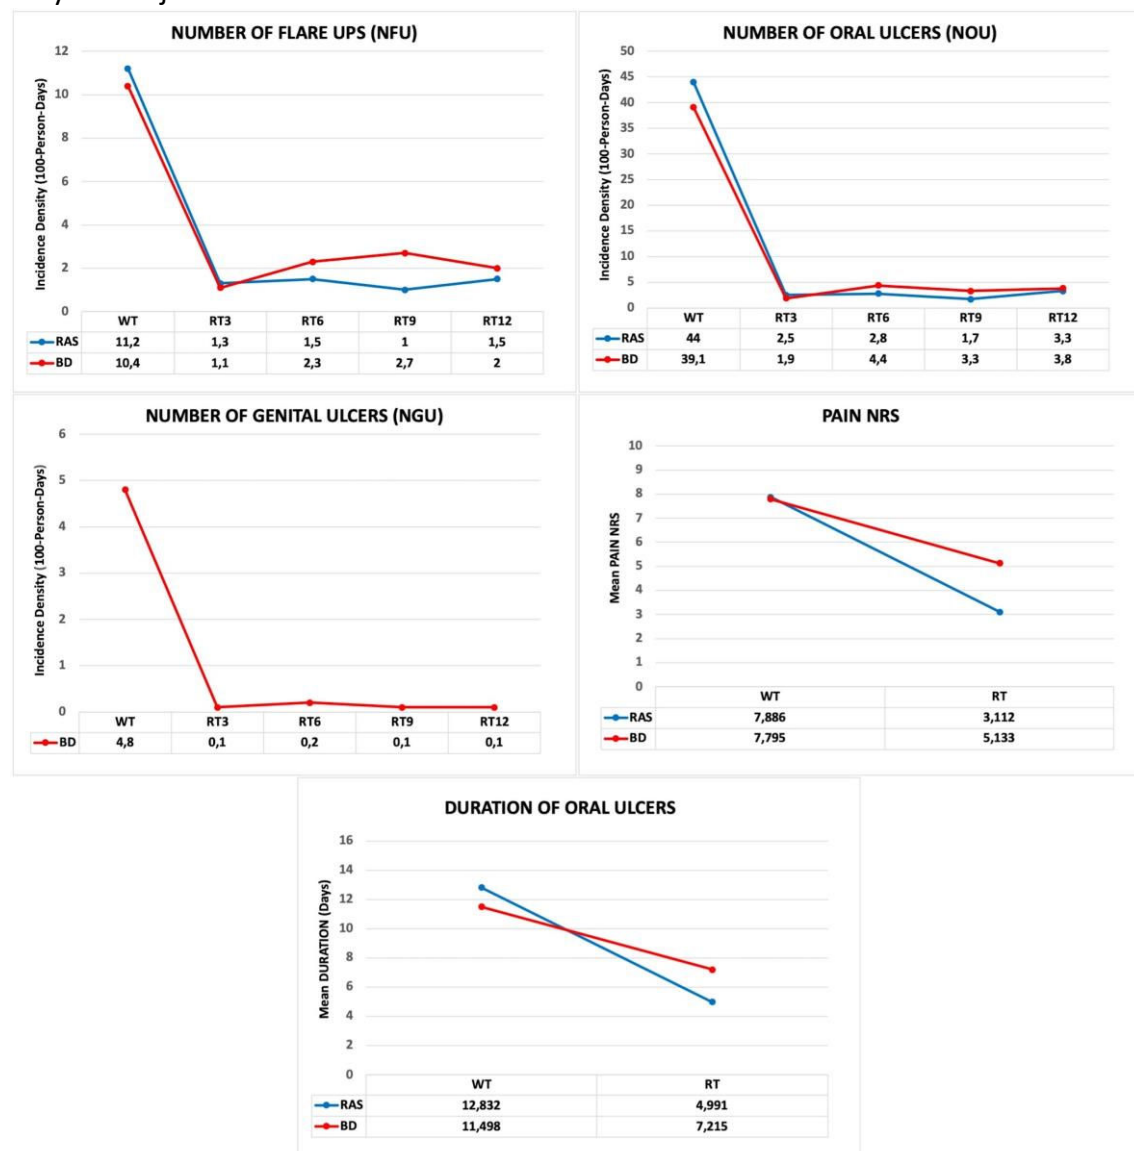 NUMBER OF FLARE UPS (NFU)
Incidence Density (100-Person-Days)
12
10
8
6
4
2
0
WT RT3 RT6 RT9 RT12
RAS 11,2 1,3 1,5 1 1,5
BD 10,4 1,1 2,3 2,7 2
NUMBER OF ORAL ULCERS (NOU)
Incidence Density (100-Person-Days)
50
45
40
35
30
25
20
15
10
5
0
WT RT3 RT6 RT9 RT12
RAS 44 2,5 2,8 1,7 3,3
BD 39,1 1,9 4,4 3,3 3,8
NUMBER OF GENITAL ULCERS (NGU)
Incidence Density (100-Person-Days)
6
5
4
3
2
1
0
WT RT3 RT6 RT9 RT12
BD 4,8 0,1 0,2 0,1 0,1
PAIN NRS
Mean PAIN NRS
10
9
8
7
6
5
4
3
2
1
0
WT RT
RAS 7,886 3,112
BD 7,795 5,133
DURATION OF ORAL ULCERS
Mean DURATION (Days)
16
14
12
10
8
6
4
2
0
WT RT
RAS 12,832 4,991
BD 11,498 7,215